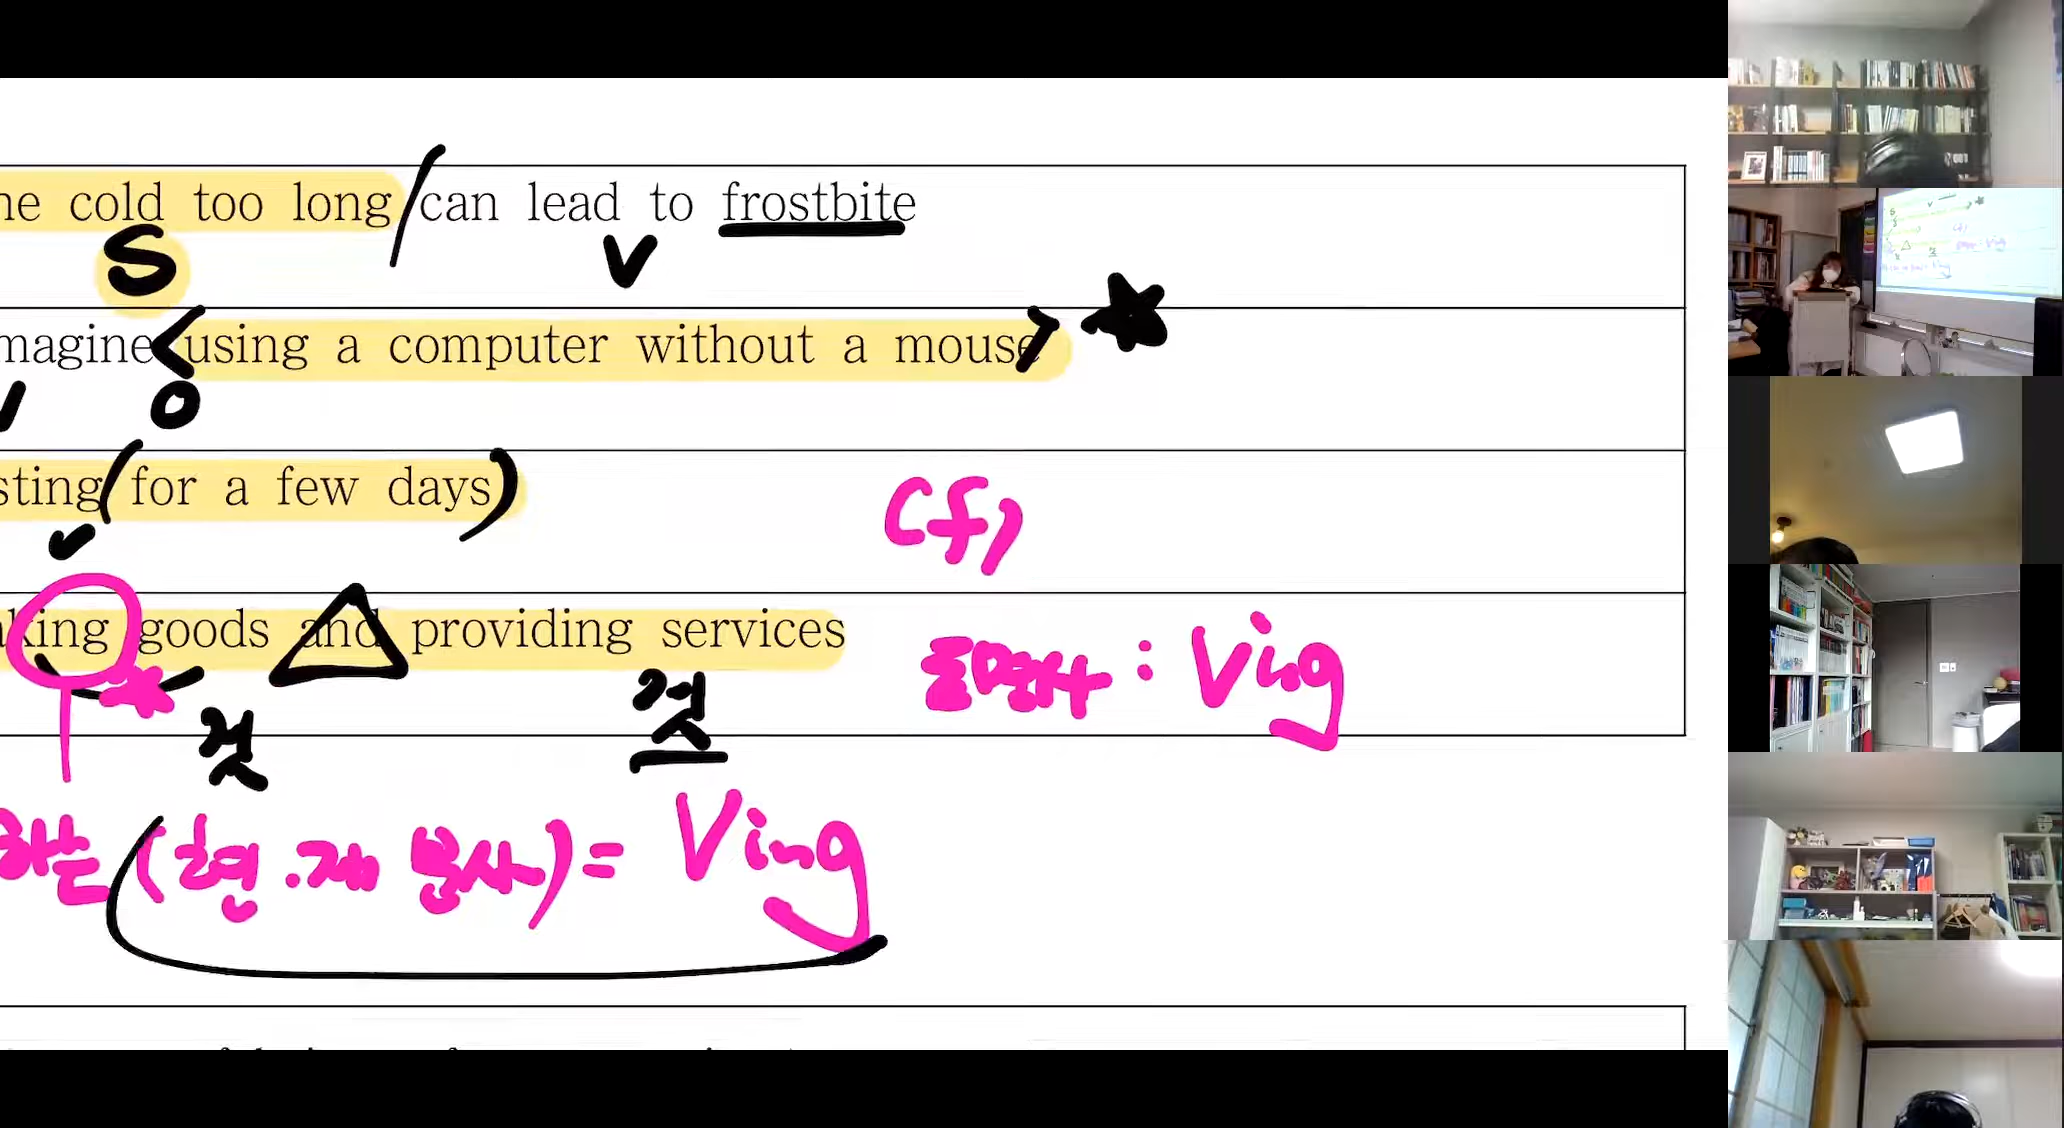 he cold too long / can lead to frostbite
S V
magine <using a computer without a mouse> ★
V O
sting (for a few days)
cf)
king goods and providing services
동명사 : Ving
것 것
하는 (현.재 분사) = Ving